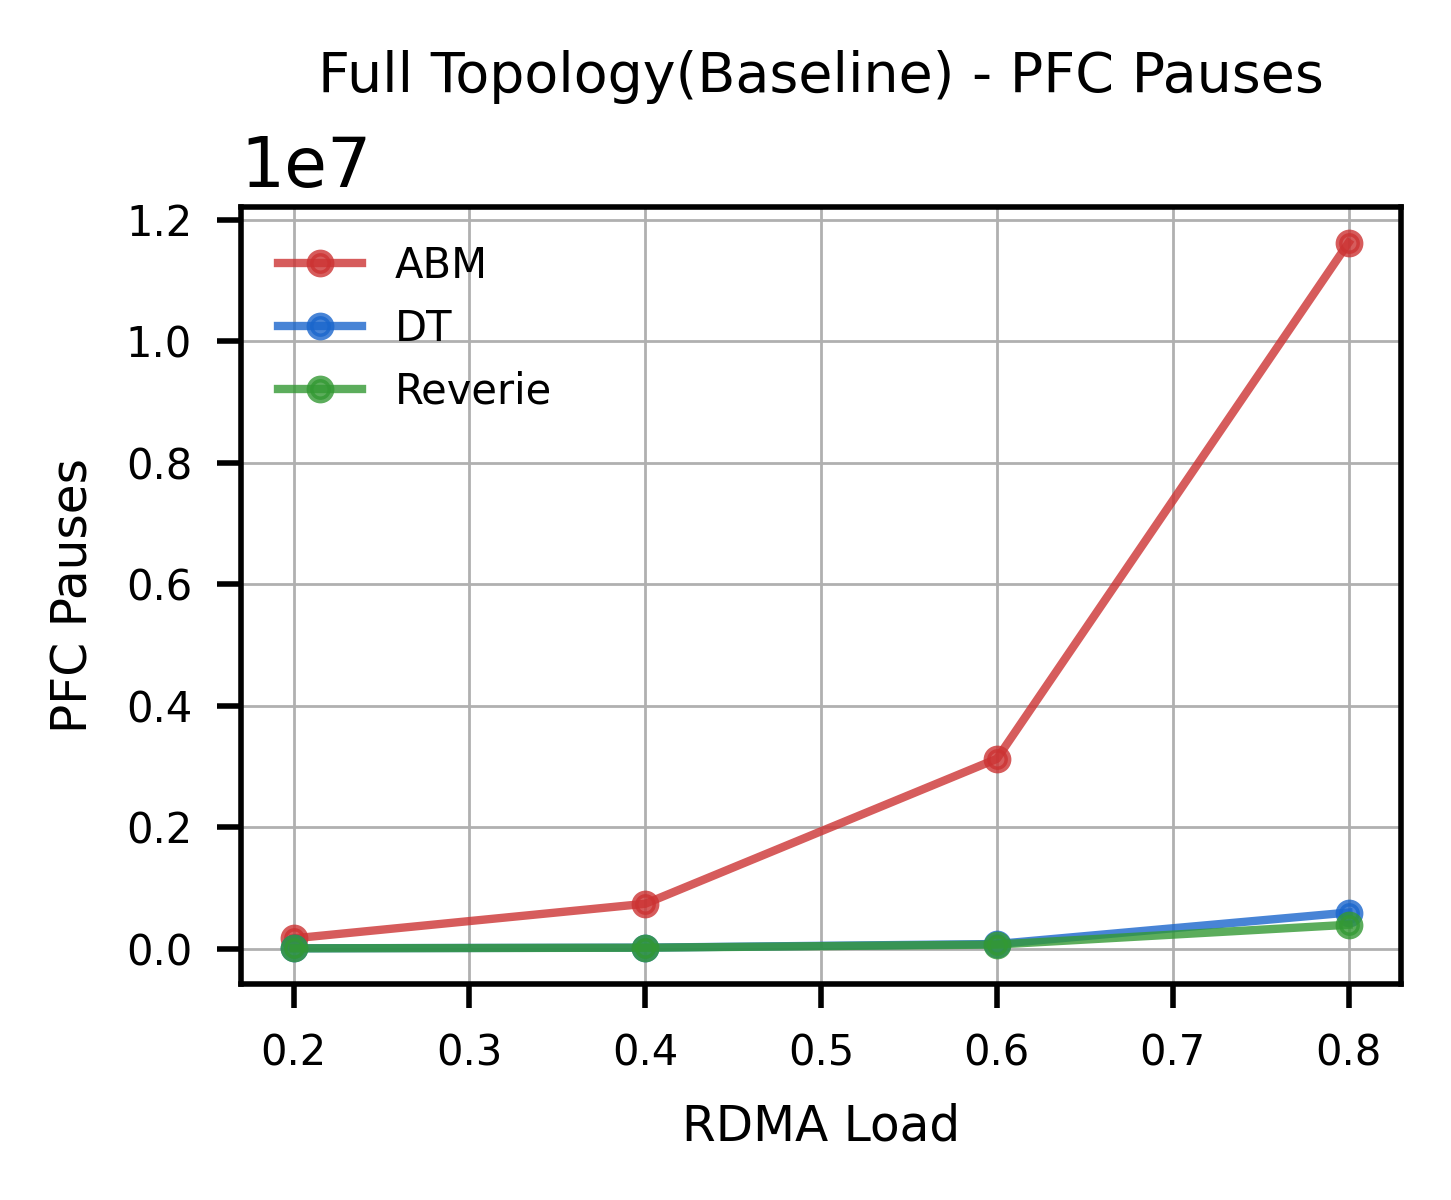 Full Topology(Baseline) - PFC Pauses
1e7
1.2
1.0
0.8
0.6
0.4
0.2
0.0
PFC Pauses
ABM
DT
Reverie
0.2 0.3 0.4 0.5 0.6 0.7 0.8
RDMA Load